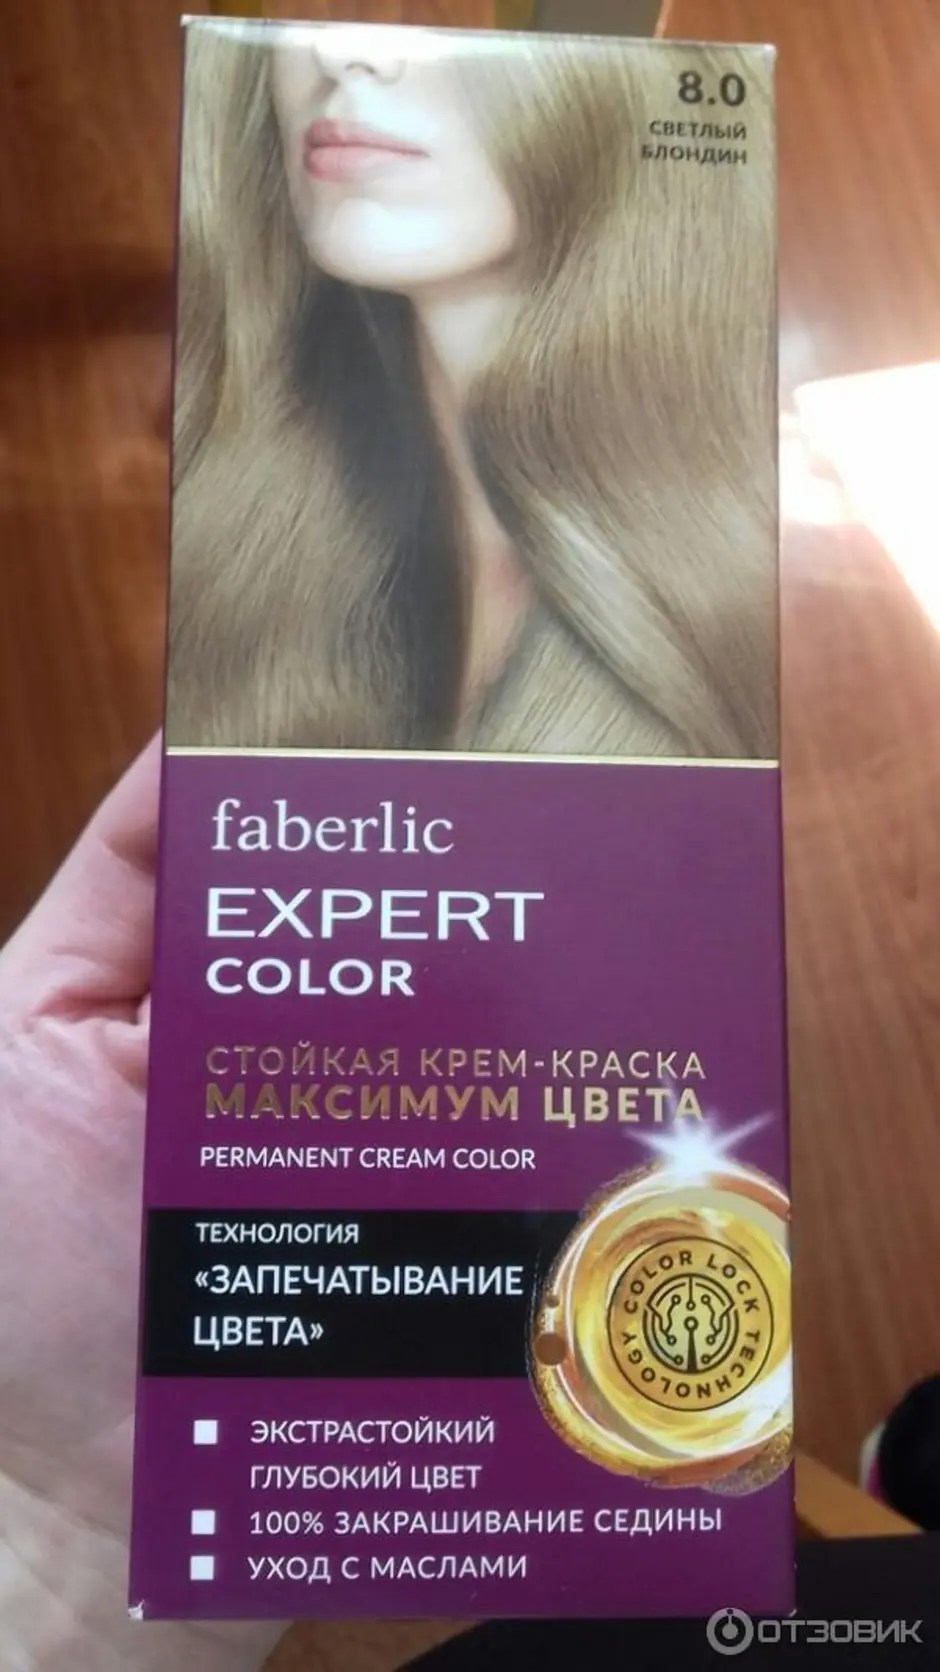 8.0
СВЕТЛЫЙ
БЛОНДИН
faberlic
EXPERT
COLOR
СТОЙКАЯ КРЕМ-КРАСКА
МАКСИМУМ ЦВЕТА
PERMANENT CREAM COLOR
ТЕХНОЛОГИЯ
«ЗАПЕЧАТЫВАНИЕ
ЦВЕТА»
COLOR LOCK TECHNOLOGY
ЭКСТРАСТОЙКИЙ
ГЛУБОКИЙ ЦВЕТ
100% ЗАКРАШИВАНИЕ СЕДИНЫ
УХОД С МАСЛАМИ
ОТЗОВИК